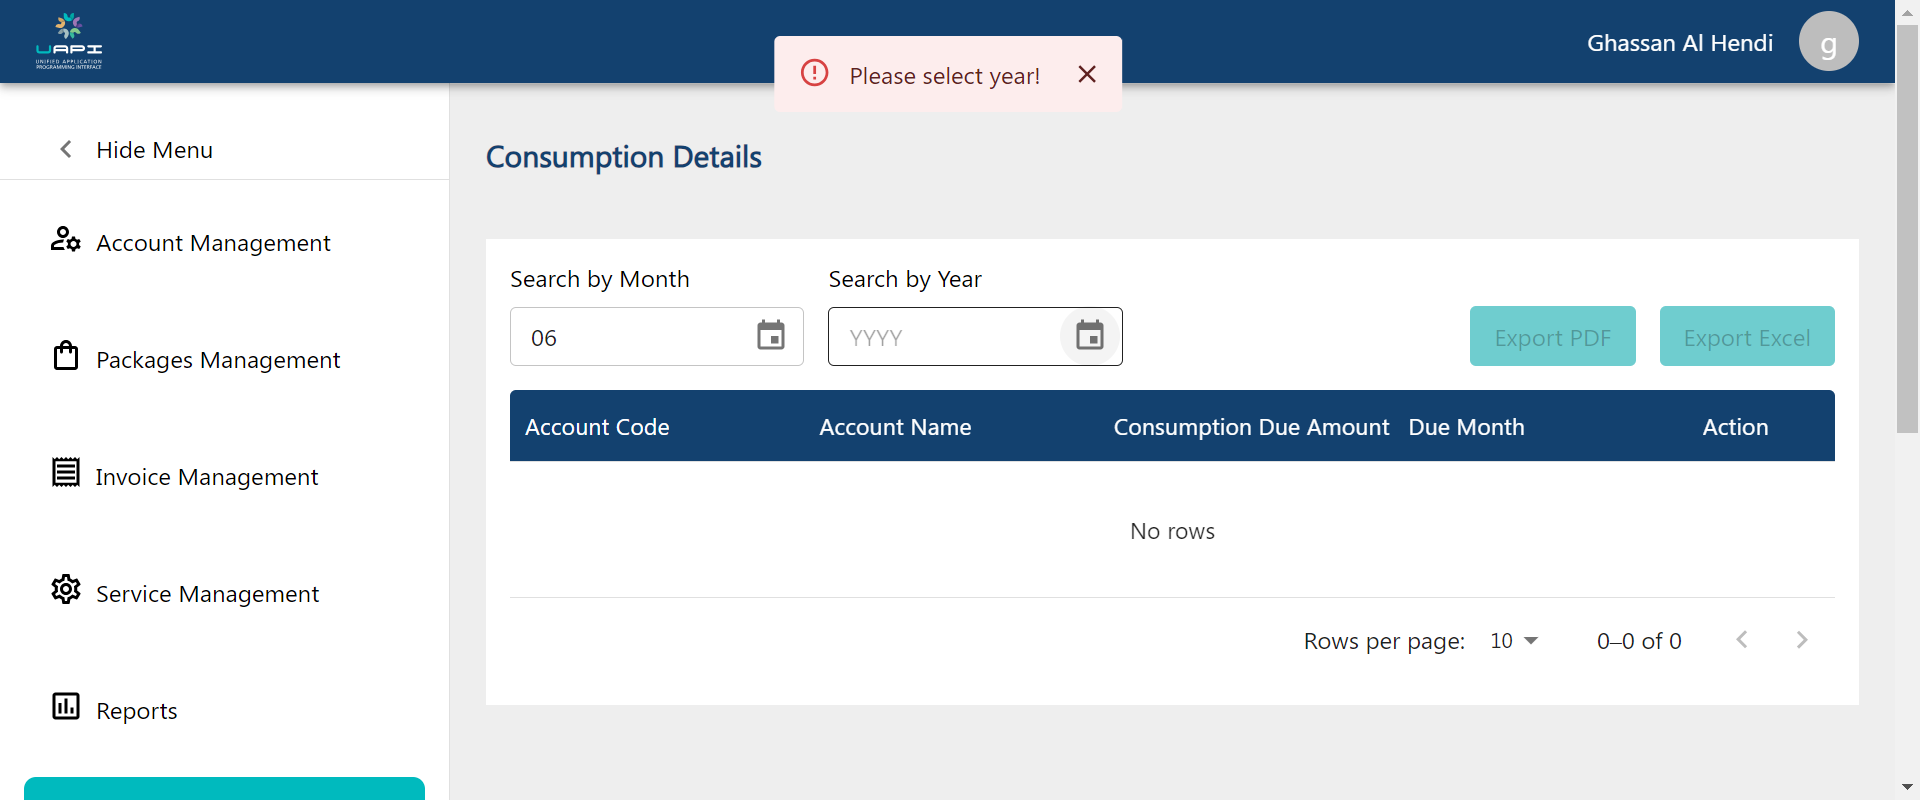 UAPI
UNIFIED APPLICATION
PROGRAMMING INTERFACE
Please select year!
Ghassan Al Hendi
g
Hide Menu
Account Management
Packages Management
Invoice Management
Service Management
Reports
Consumption Details
Search by Month
Search by Year
06
YYYY
Export PDF
Export Excel
Account Code
Account Name
Consumption Due Amount
Due Month
Action
No rows
Rows per page:
10
0–0 of 0